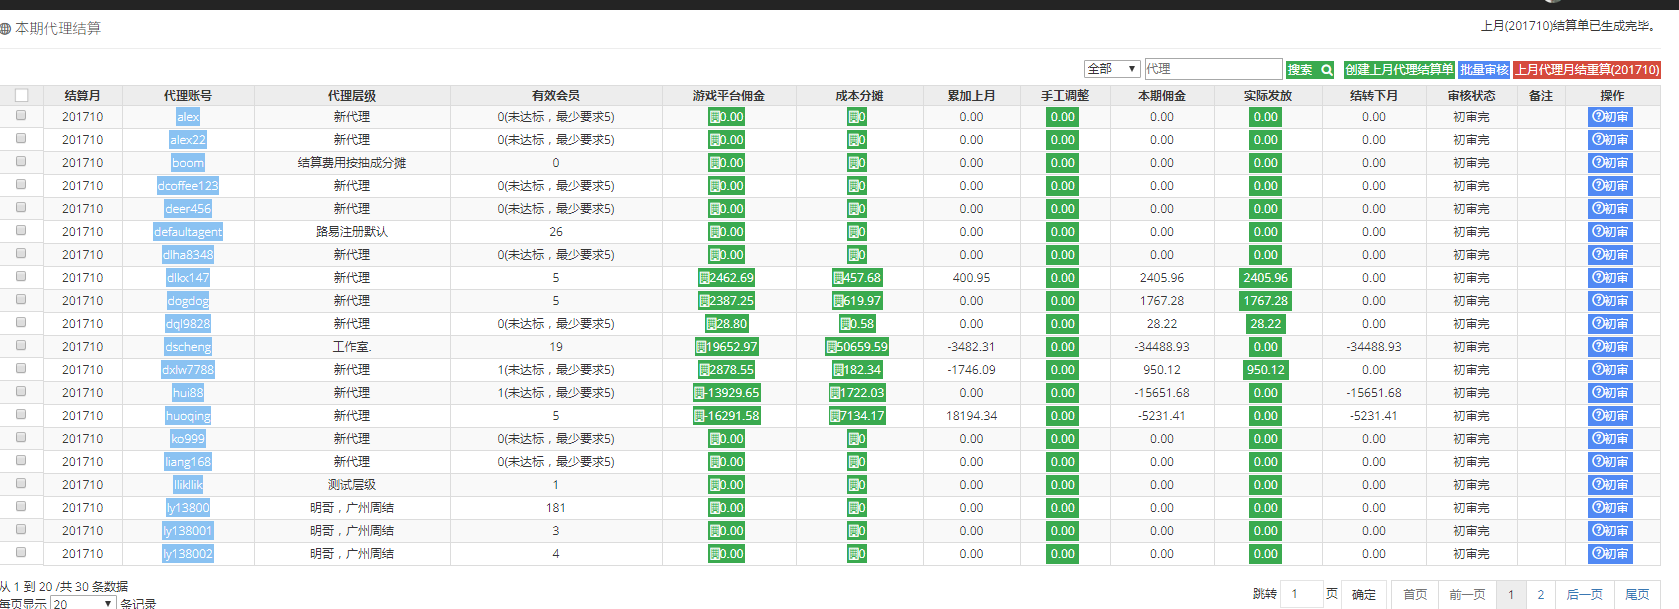 本期代理结算
上月(201710)结算单已生成完毕。
全部 代理 搜索 创建上月代理结算单 批量审核 上月代理月结重算(201710)
结算月 代理账号 代理层级 有效会员 游戏平台佣金 成本分摊 累加上月 手工调整 本期佣金 实际发放 结转下月 审核状态 备注 操作
201710 alex 新代理 0(未达标，最少要求5) 0.00 0 0.00 0.00 0.00 0.00 0.00 初审完 初审
201710 alex22 新代理 0(未达标，最少要求5) 0.00 0 0.00 0.00 0.00 0.00 0.00 初审完 初审
201710 boom 结算费用按抽成分摊 0 0.00 0 0.00 0.00 0.00 0.00 0.00 初审完 初审
201710 dcoffee123 新代理 0(未达标，最少要求5) 0.00 0 0.00 0.00 0.00 0.00 0.00 初审完 初审
201710 deer456 新代理 0(未达标，最少要求5) 0.00 0 0.00 0.00 0.00 0.00 0.00 初审完 初审
201710 defaultagent 路易注册默认 26 0.00 0 0.00 0.00 0.00 0.00 0.00 初审完 初审
201710 dlha8348 新代理 0(未达标，最少要求5) 0.00 0 0.00 0.00 0.00 0.00 0.00 初审完 初审
201710 dlkx147 新代理 5 2462.69 457.68 400.95 0.00 2405.96 2405.96 0.00 初审完 初审
201710 dogdog 新代理 5 2387.25 619.97 0.00 0.00 1767.28 1767.28 0.00 初审完 初审
201710 dql9828 新代理 0(未达标，最少要求5) 28.80 0.58 0.00 0.00 28.22 28.22 0.00 初审完 初审
201710 dscheng 工作室. 19 19652.97 50659.59 -3482.31 0.00 -34488.93 0.00 -34488.93 初审完 初审
201710 dxlw7788 新代理 1(未达标，最少要求5) 2878.55 182.34 -1746.09 0.00 950.12 950.12 0.00 初审完 初审
201710 hui88 新代理 1(未达标，最少要求5) -13929.65 1722.03 0.00 0.00 -15651.68 0.00 -15651.68 初审完 初审
201710 huoqing 新代理 5 -16291.58 7134.17 18194.34 0.00 -5231.41 0.00 -5231.41 初审完 初审
201710 ko999 新代理 0(未达标，最少要求5) 0.00 0 0.00 0.00 0.00 0.00 0.00 初审完 初审
201710 liang168 新代理 0(未达标，最少要求5) 0.00 0 0.00 0.00 0.00 0.00 0.00 初审完 初审
201710 llikllik 测试层级 1 0.00 0 0.00 0.00 0.00 0.00 0.00 初审完 初审
201710 ly13800 明哥，广州周结 181 0.00 0 0.00 0.00 0.00 0.00 0.00 初审完 初审
201710 ly138001 明哥，广州周结 3 0.00 0 0.00 0.00 0.00 0.00 0.00 初审完 初审
201710 ly138002 明哥，广州周结 4 0.00 0 0.00 0.00 0.00 0.00 0.00 初审完 初审
从 1 到 20 /共 30 条数据
每页显示 20 条记录
跳转 1 页 确定 首页 前一页 1 2 后一页 尾页